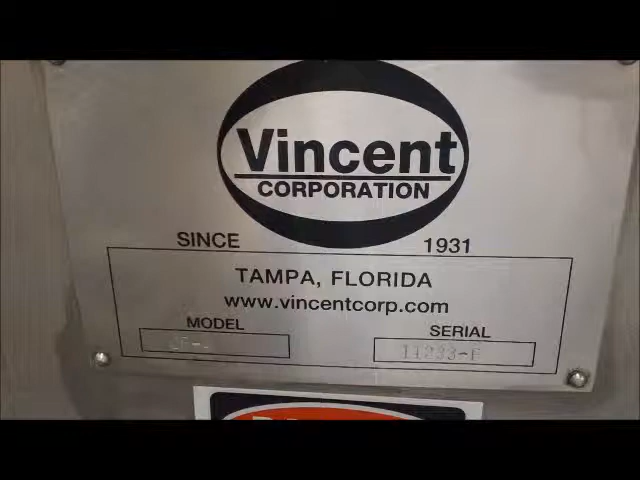 Vincent
CORPORATION
SINCE 1931
TAMPA, FLORIDA
www.vincentcorp.com
MODEL SERIAL